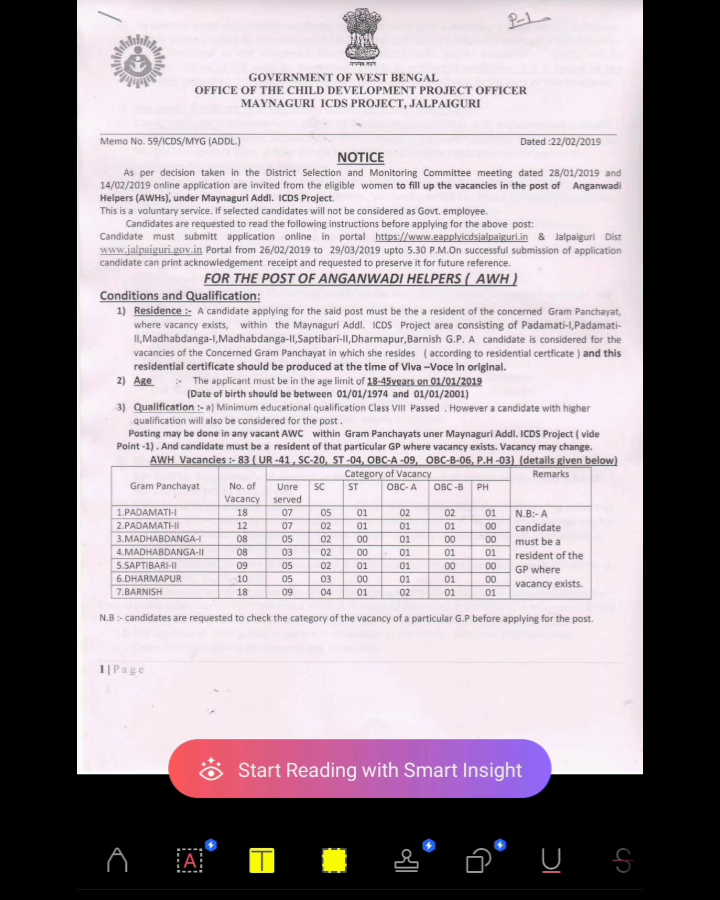 P-1
सत्यमेव जयते
GOVERNMENT OF WEST BENGAL
OFFICE OF THE CHILD DEVELOPMENT PROJECT OFFICER
MAYNAGURI ICDS PROJECT, JALPAIGURI
Memo No. 59/ICDS/MYG (ADDL.) Dated :22/02/2019
NOTICE
As per decision taken in the District Selection and Monitoring Committee meeting dated 28/01/2019 and
14/02/2019 online application are invited from the eligible women to fill up the vacancies in the post of Anganwadi
Helpers (AWHs), under Maynaguri Addl. ICDS Project.
This is a voluntary service. If selected candidates will not be considered as Govt. employee.
Candidates are requested to read the following instructions before applying for the above post:
Candidate must submitt application online in portal https://www.eapplyicdsjalpaiguri.in & Jalpaiguri Dist
www.jalpaiguri.gov.in Portal from 26/02/2019 to 29/03/2019 upto 5.30 P.M.On successful submission of application
candidate can print acknowledgement receipt and requested to preserve it for future reference.
FOR THE POST OF ANGANWADI HELPERS ( AWH )
Conditions and Qualification:
1) Residence :- A candidate applying for the said post must be the a resident of the concerned Gram Panchayat,
where vacancy exists, within the Maynaguri Addl. ICDS Project area consisting of Padamati-I,Padamati-
II,Madhabdanga-I,Madhabdanga-II,Saptibari-II,Dharmapur,Barnish G.P. A candidate is considered for the
vacancies of the Concerned Gram Panchayat in which she resides ( according to residential certficate ) and this
residential certificate should be produced at the time of Viva –Voce in original.
2) Age :- The applicant must be in the age limit of 18-45years on 01/01/2019
(Date of birth should be between 01/01/1974 and 01/01/2001)
3) Qualification :- a) Minimum educational qualification Class VIII Passed . However a candidate with higher
qualification will also be considered for the post .
Posting may be done in any vacant AWC within Gram Panchayats uner Maynaguri Addl. ICDS Project ( vide
Point -1) . And candidate must be a resident of that particular GP where vacancy exists. Vacancy may change.
AWH Vacancies :- 83 ( UR -41 , SC-20, ST -04, OBC-A -09, OBC-B-06, P.H -03) (details given below)
Gram Panchayat No. of Vacancy Category of Vacancy Remarks
Unre served SC ST OBC- A OBC -B PH
1.PADAMATI-I 18 07 05 01 02 02 01 N.B:- A
2.PADAMATI-II 12 07 02 01 01 01 00 candidate
3.MADHABDANGA-I 08 05 02 00 01 00 00 must be a
4.MADHABDANGA-II 08 03 02 00 01 01 01 resident of the
5.SAPTIBARI-II 09 05 02 01 01 00 00 GP where
6.DHARMAPUR 10 05 03 00 01 01 00 vacancy exists.
7.BARNISH 18 09 04 01 02 01 01
N.B :- candidates are requested to check the category of the vacancy of a particular G.P before applying for the post.
1 | Page
Start Reading with Smart Insight
A T U S